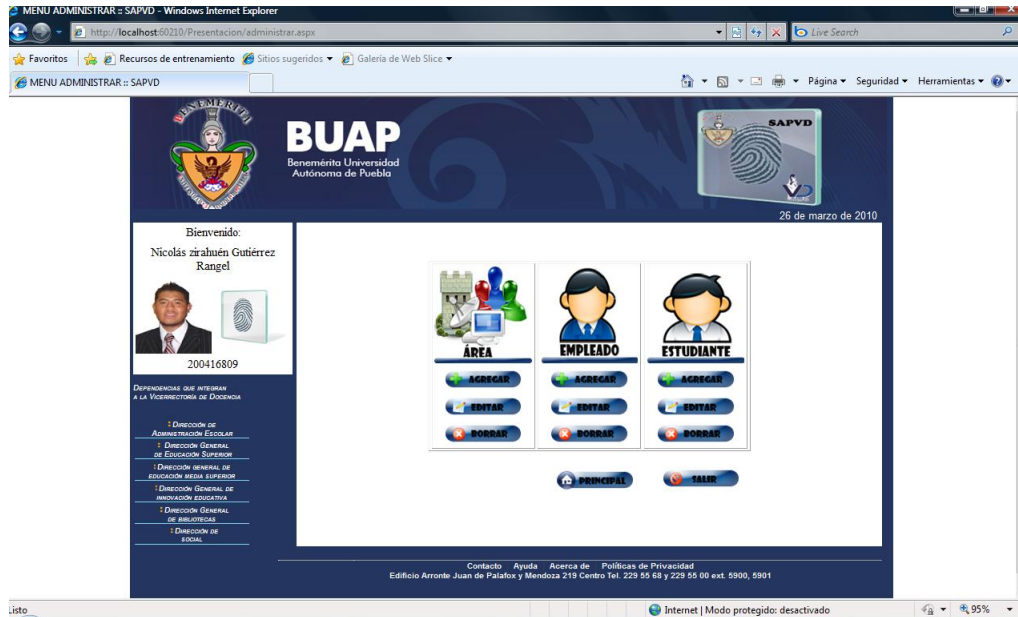 MENU ADMINISTRAR :: SAPVD - Windows Internet Explorer
http://localhost:60210/Presentacion/administrar.aspx
Live Search
Favoritos
Recursos de entrenamiento
Sitios sugeridos
Galería de Web Slice
MENU ADMINISTRAR :: SAPVD
Página
Seguridad
Herramientas
BUAP
Benemérita Universidad
Autónoma de Puebla
SAPVD
26 de marzo de 2010
Bienvenido:
Nicolás zirahuén Gutiérrez
Rangel
200416809
Dependencias que integran
a la Vicerrectoría de Docencia
Dirección de
Administración Escolar
Dirección General
de Educación Superior
Dirección general de
educación media superior
Dirección General de
innovación educativa
Dirección General
de bibliotecas
Dirección de
social
ÁREA
EMPLEADO
ESTUDIANTE
AGREGAR
AGREGAR
AGREGAR
EDITAR
EDITAR
EDITAR
BORRAR
BORRAR
BORRAR
PRINCIPAL
SALIR
Contacto Ayuda Acerca de Políticas de Privacidad
Edificio Arronte Juan de Palafox y Mendoza 219 Centro Tel. 229 55 68 y 229 55 00 ext. 5900, 5901
Listo
Internet | Modo protegido: desactivado
95%